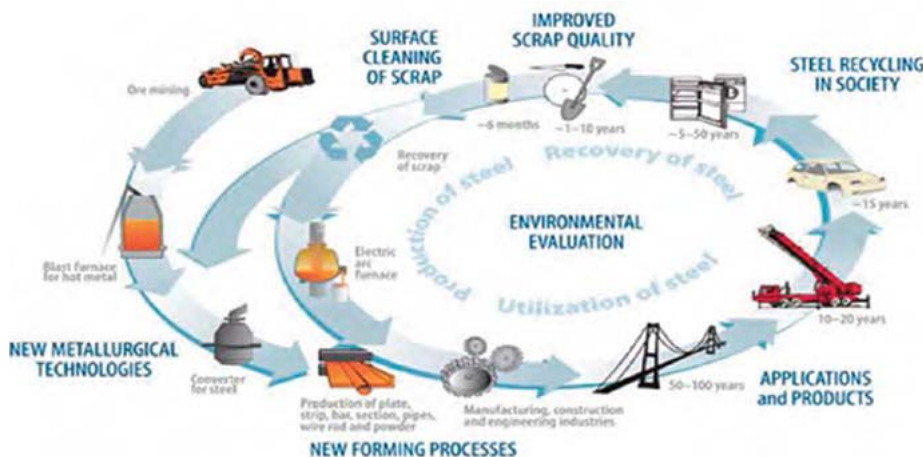 IMPROVED
SCRAP QUALITY
SURFACE
CLEANING
OF SCRAP
STEEL RECYCLING
IN SOCIETY
Ore mining
~6 months
~1-10 years
~5-50 years
Recovery
of scrap
Recovery of steel
~15 years
Production of steel
ENVIRONMENTAL
EVALUATION
Utilization of steel
Blast furnace
for hot metal
Electric
arc
furnace
10-20 years
NEW METALLURGICAL
TECHNOLOGIES
Converter
for steel
50-100 years
APPLICATIONS
and PRODUCTS
Production of plate,
strip, bar, section, pipes,
wire rod and powder
Manufacturing, construction
and engineering industries
NEW FORMING PROCESSES